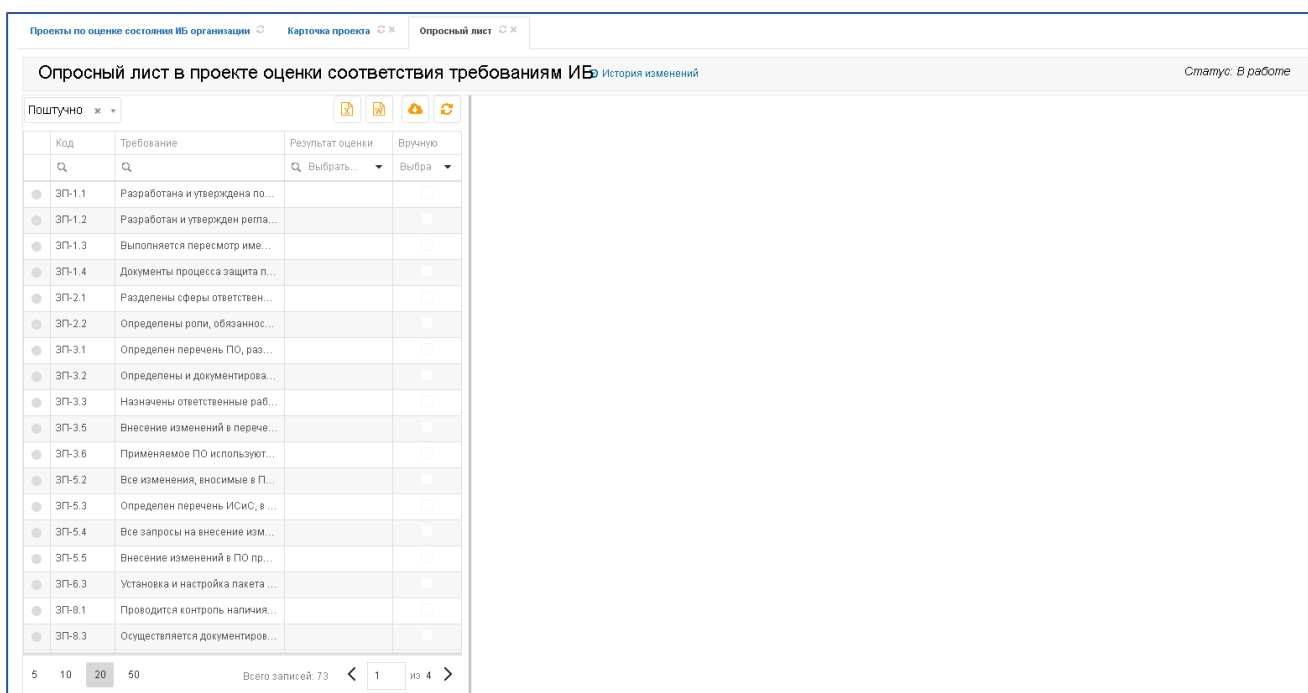 Проекты по оценке состояния ИБ организации Карточка проекта Опросный лист
Опросный лист в проекте оценки соответствия требованиям ИБ История изменений Статус: В работе
Поштучно
Код Требование Результат оценки Вручную
Выбрать... Выбра
ЗП-1.1 Разработана и утверждена по...
ЗП-1.2 Разработан и утвержден регла...
ЗП-1.3 Выполняется пересмотр име...
ЗП-1.4 Документы процесса защита п...
ЗП-2.1 Разделены сферы ответствен...
ЗП-2.2 Определены роли, обязаннос...
ЗП-3.1 Определен перечень ПО, раз...
ЗП-3.2 Определены и документирова...
ЗП-3.3 Назначены ответственные раб...
ЗП-3.5 Внесение изменений в перече...
ЗП-3.6 Применяемое ПО используют...
ЗП-5.2 Все изменения, вносимые в П...
ЗП-5.3 Определен перечень ИСиС, в ...
ЗП-5.4 Все запросы на внесение изм...
ЗП-5.5 Внесение изменений в ПО пр...
ЗП-6.3 Установка и настройка пакета ...
ЗП-8.1 Проводится контроль наличия...
ЗП-8.3 Осуществляется документиров...
5 10 20 50 Всего записей: 73 1 из 4